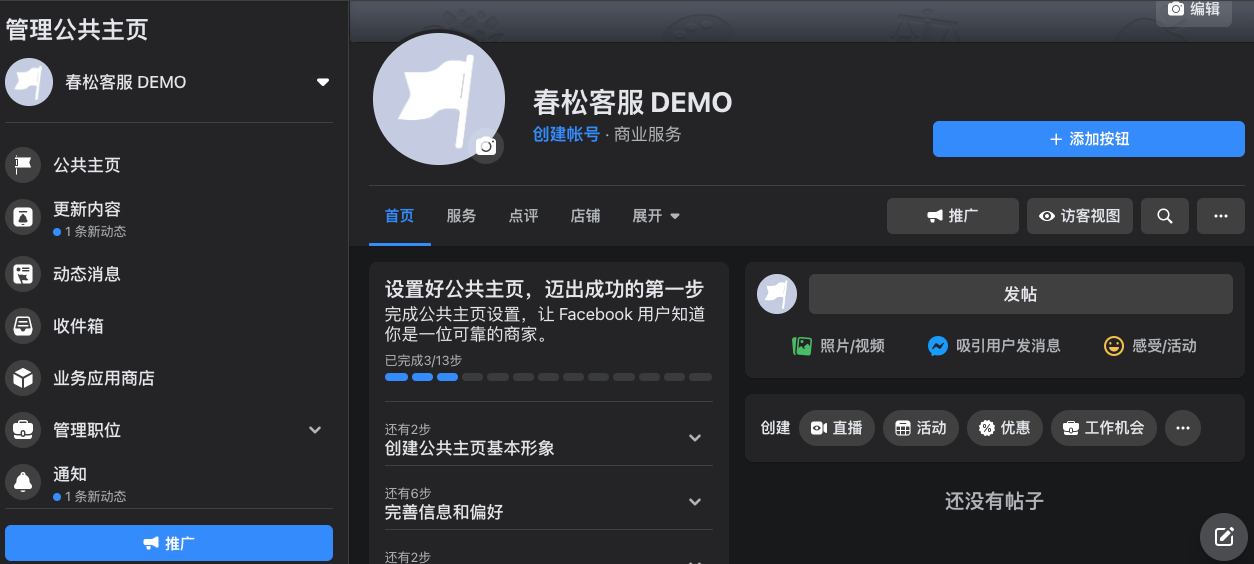 管理公共主页
春松客服 DEMO
公共主页
更新内容
1 条新动态
动态消息
收件箱
业务应用商店
管理职位
通知
1 条新动态
推广
编辑
春松客服 DEMO
创建帐号 · 商业服务
+ 添加按钮
首页 服务 点评 店铺 展开
推广 访客视图
设置好公共主页，迈出成功的第一步
完成公共主页设置，让 Facebook 用户知道
你是一位可靠的商家。
已完成3/13步
还有2步
创建公共主页基本形象
还有6步
完善信息和偏好
还有2步
发帖
照片/视频 吸引用户发消息 感受/活动
创建 直播 活动 优惠 工作机会
还没有帖子